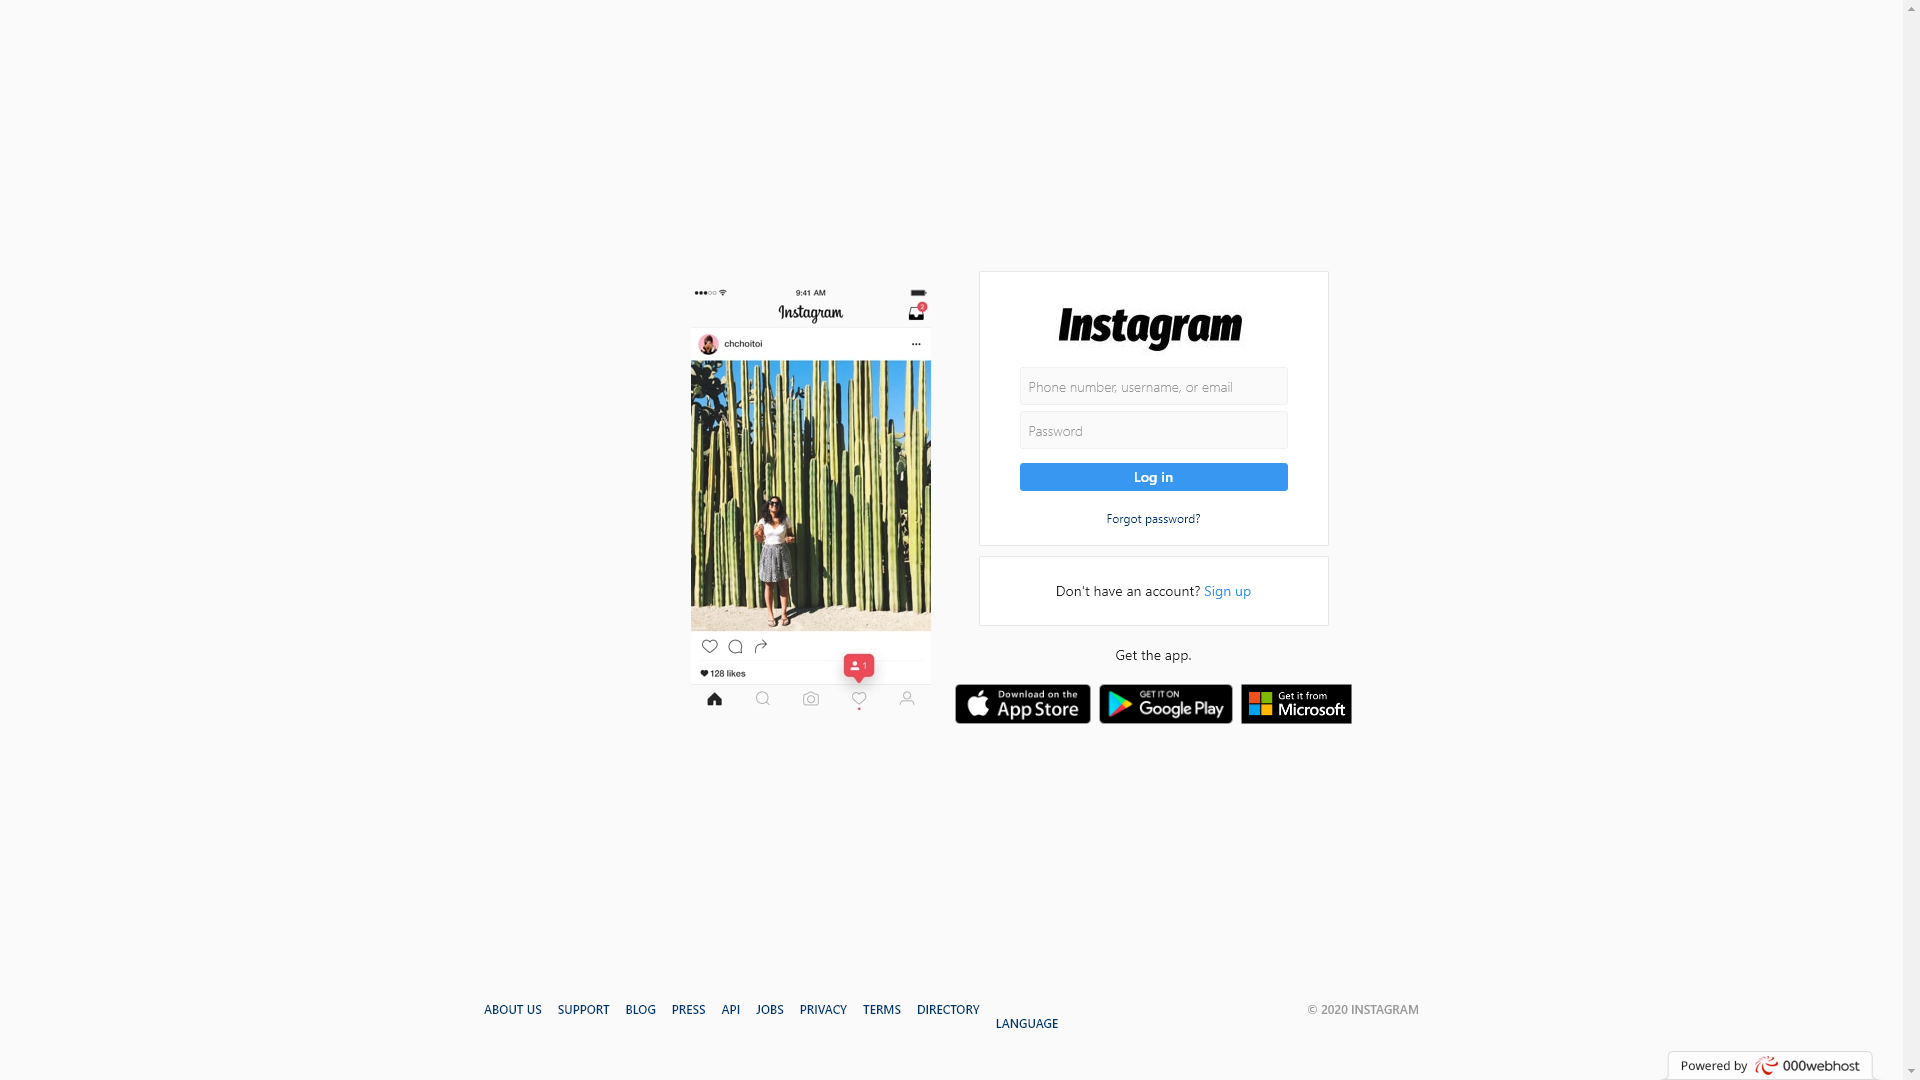 9:41 AM
Instagram
2
chchoitoi
128 likes
1
Instagram
Phone number, username, or email
Password
Log in
Forgot password?
Don't have an account? Sign up
Get the app.
Download on the
App Store
GET IT ON
Google Play
Get it from
Microsoft
ABOUT US SUPPORT BLOG PRESS API JOBS PRIVACY TERMS DIRECTORY
LANGUAGE
© 2020 INSTAGRAM
Powered by 000webhost